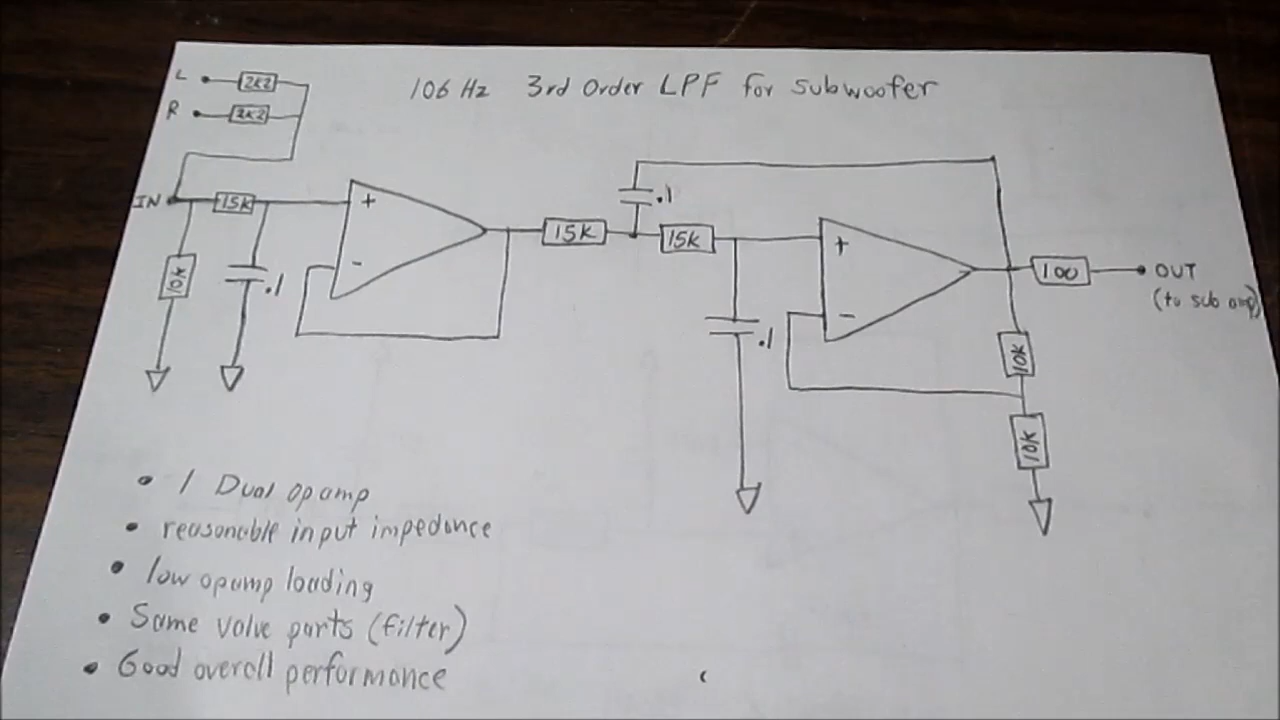 L 2K2
106 Hz 3rd Order LPF for subwoofer
R 2K2
IN 15K
.1
15K
15K
10K
.1
+
-
+
-
100
OUT
(to sub amp)
.1
10K
10K
• 1 Dual opamp
• reasonable input impedance
• low opamp loading
• Same value parts (filter)
• Good overall performance